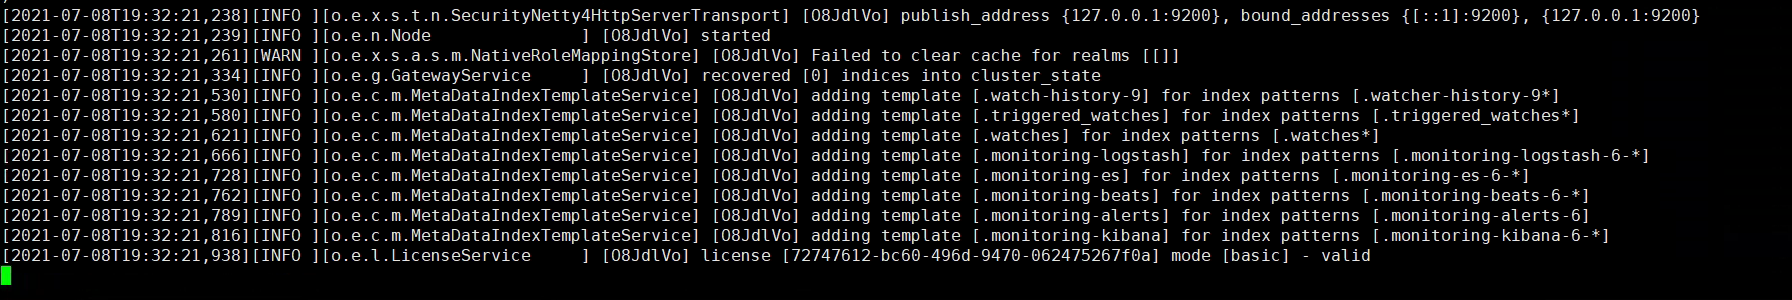 [2021-07-08T19:32:21,238][INFO ][o.e.x.s.t.n.SecurityNetty4HttpServerTransport] [O8JdlVo] publish_address {127.0.0.1:9200}, bound_addresses {[::1]:9200}, {127.0.0.1:9200}
[2021-07-08T19:32:21,239][INFO ][o.e.n.Node               ] [O8JdlVo] started
[2021-07-08T19:32:21,261][WARN ][o.e.x.s.a.s.m.NativeRoleMappingStore] [O8JdlVo] Failed to clear cache for realms [[]]
[2021-07-08T19:32:21,334][INFO ][o.e.g.GatewayService     ] [O8JdlVo] recovered [0] indices into cluster_state
[2021-07-08T19:32:21,530][INFO ][o.e.c.m.MetaDataIndexTemplateService] [O8JdlVo] adding template [.watch-history-9] for index patterns [.watcher-history-9*]
[2021-07-08T19:32:21,580][INFO ][o.e.c.m.MetaDataIndexTemplateService] [O8JdlVo] adding template [.triggered_watches] for index patterns [.triggered_watches*]
[2021-07-08T19:32:21,621][INFO ][o.e.c.m.MetaDataIndexTemplateService] [O8JdlVo] adding template [.watches] for index patterns [.watches*]
[2021-07-08T19:32:21,666][INFO ][o.e.c.m.MetaDataIndexTemplateService] [O8JdlVo] adding template [.monitoring-logstash] for index patterns [.monitoring-logstash-6-*]
[2021-07-08T19:32:21,728][INFO ][o.e.c.m.MetaDataIndexTemplateService] [O8JdlVo] adding template [.monitoring-es] for index patterns [.monitoring-es-6-*]
[2021-07-08T19:32:21,762][INFO ][o.e.c.m.MetaDataIndexTemplateService] [O8JdlVo] adding template [.monitoring-beats] for index patterns [.monitoring-beats-6-*]
[2021-07-08T19:32:21,789][INFO ][o.e.c.m.MetaDataIndexTemplateService] [O8JdlVo] adding template [.monitoring-alerts] for index patterns [.monitoring-alerts-6]
[2021-07-08T19:32:21,816][INFO ][o.e.c.m.MetaDataIndexTemplateService] [O8JdlVo] adding template [.monitoring-kibana] for index patterns [.monitoring-kibana-6-*]
[2021-07-08T19:32:21,938][INFO ][o.e.l.LicenseService     ] [O8JdlVo] license [72747612-bc60-496d-9470-062475267f0a] mode [basic] - valid